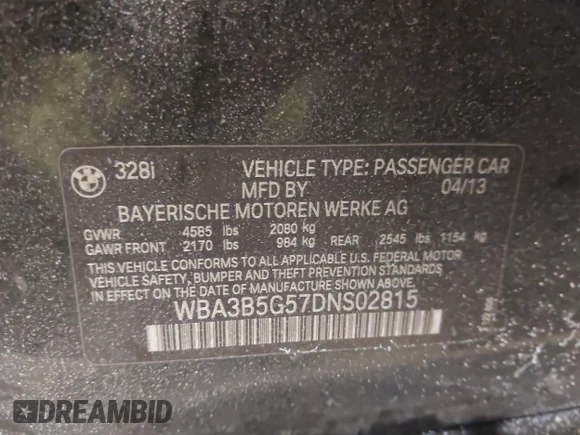 328i VEHICLE TYPE: PASSENGER CAR
MFD BY 04/13
BAYERISCHE MOTOREN WERKE AG
GVWR 4585 lbs 2080 kg
GAWR FRONT 2170 lbs 984 kg REAR 2545 lbs 1154 kg
THIS VEHICLE CONFORMS TO ALL APPLICABLE U.S. FEDERAL MOTOR
VEHICLE SAFETY, BUMPER AND THEFT PREVENTION STANDARDS
IN EFFECT ON THE DATE OF MANUFACTURE SHOWN ABOVE.
WBA3B5G57DNS02815
DREAMBID